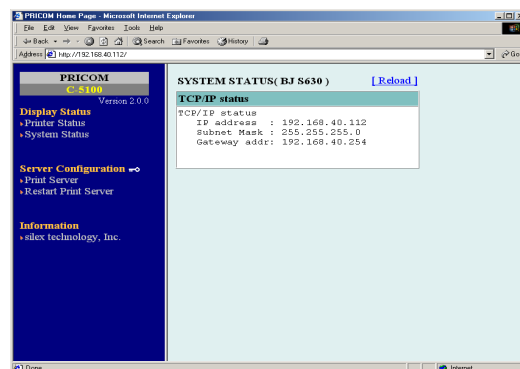 PRICOM Home Page - Microsoft Internet Explorer
File Edit View Favorites Tools Help
Back Search Favorites History
Address http://192.168.40.112/ Go
PRICOM
C-5100
Version 2.0.0
Display Status
Printer Status
System Status
Server Configuration
Print Server
Restart Print Server
Information
silex technology, Inc.
SYSTEM STATUS( BJ S630 ) [ Reload ]
TCP/IP status
TCP/IP status
IP address : 192.168.40.112
Subnet Mask : 255.255.255.0
Gateway addr: 192.168.40.254
Done Internet